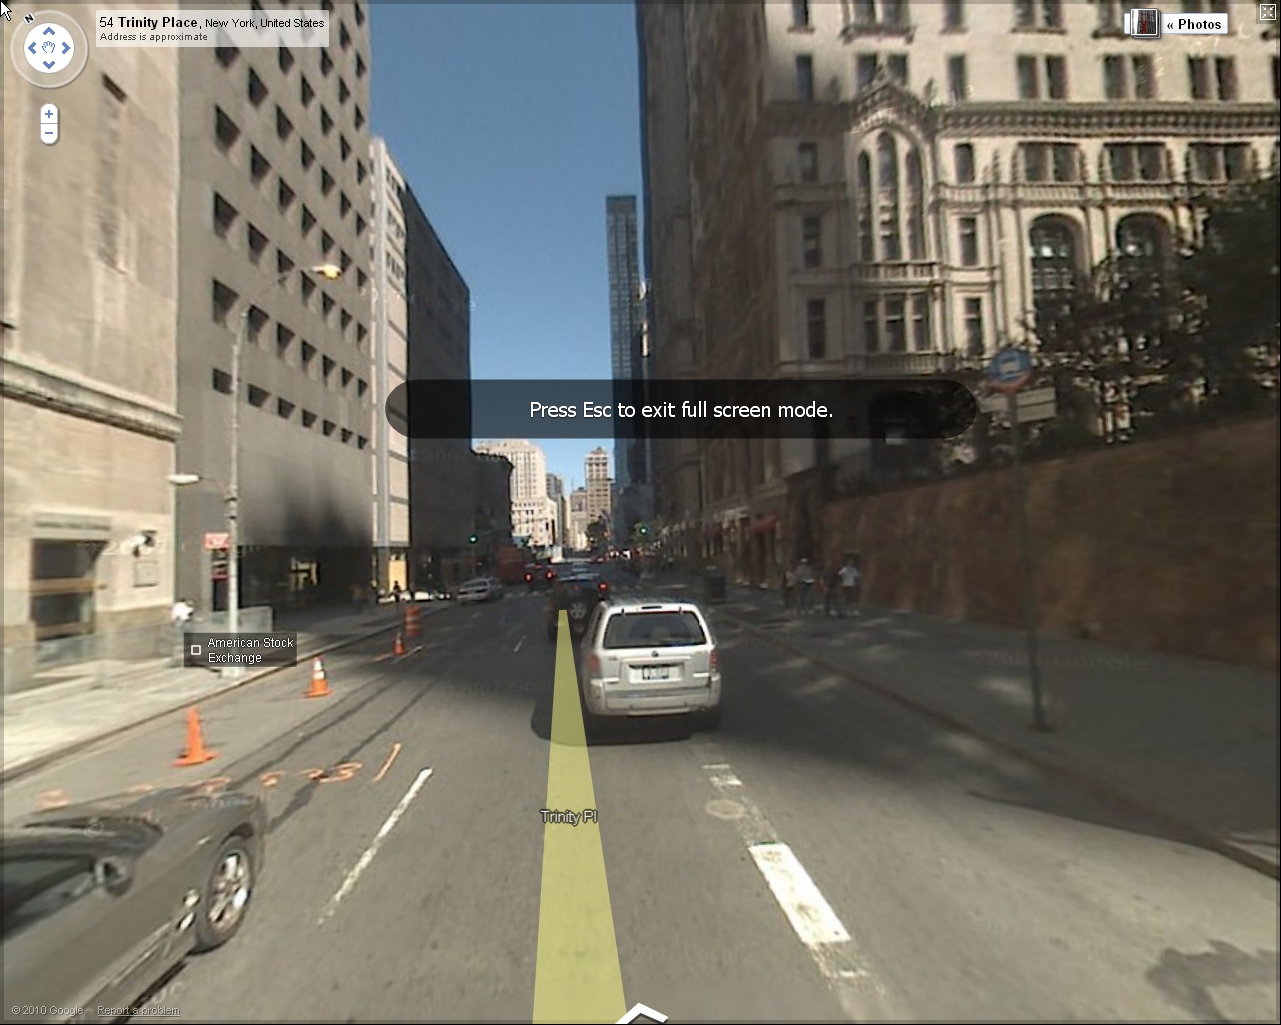 N
54 Trinity Place, New York, United States
Address is approximate
« Photos
Press Esc to exit full screen mode.
American Stock
Exchange
Trinity Pl
© 2010 Google
Report a problem